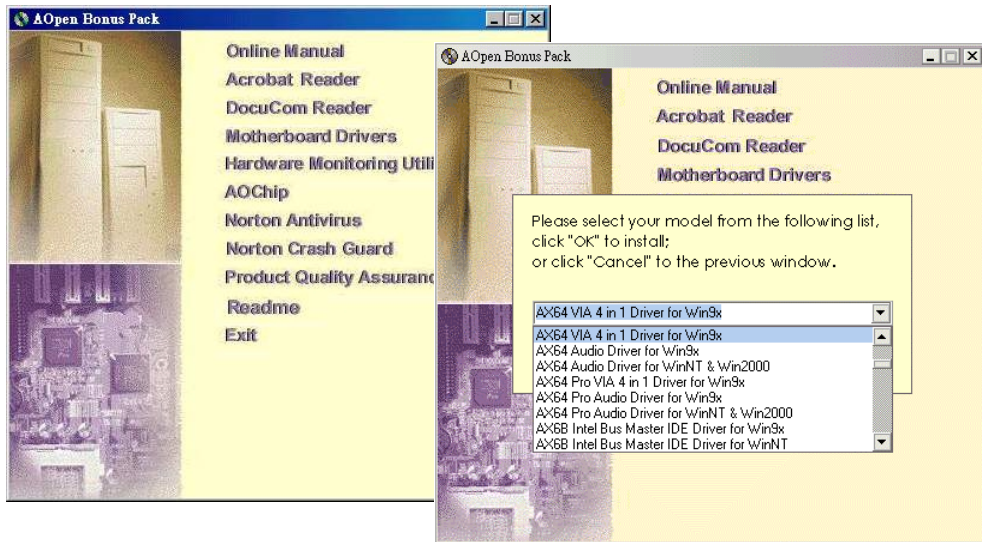 AOpen Bonus Pack
Online Manual
Acrobat Reader
DocuCom Reader
Motherboard Drivers
Hardware Monitoring Utili
AOChip
Norton Antivirus
Norton Crash Guard
Product Quality Assuranc
Readme
Exit
AOpen Bonus Pack
Online Manual
Acrobat Reader
DocuCom Reader
Motherboard Drivers
Please select your model from the following list,
click "OK" to install;
or click "Cancel" to the previous window.
AX64 VIA 4 in 1 Driver for Win9x
AX64 VIA 4 in 1 Driver for Win9x
AX64 Audio Driver for Win9x
AX64 Audio Driver for WinNT & Win2000
AX64 Pro VIA 4 in 1 Driver for Win9x
AX64 Pro Audio Driver for Win9x
AX64 Pro Audio Driver for WinNT & Win2000
AX6B Intel Bus Master IDE Driver for Win9x
AX6B Intel Bus Master IDE Driver for WinNT